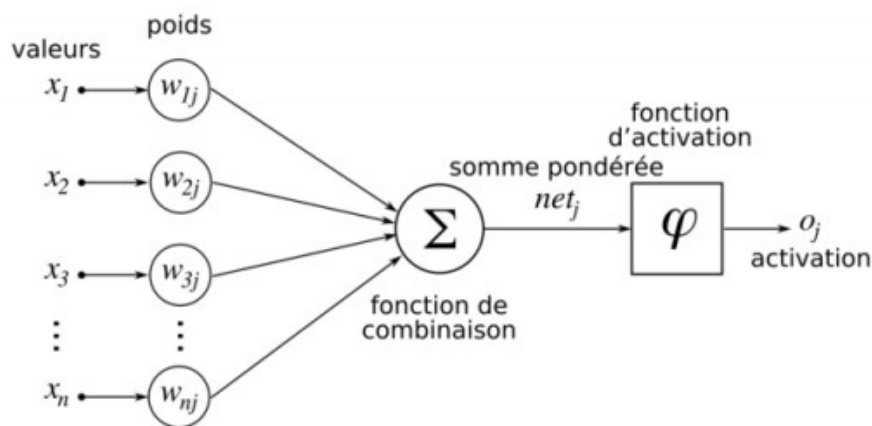 poids
valeurs
x1
w1j
x2
w2j
x3
w3j
⋮ ⋮
xn
wnj
Σ
fonction de
combinaison
somme pondérée
netj
fonction
d'activation
φ
oj
activation